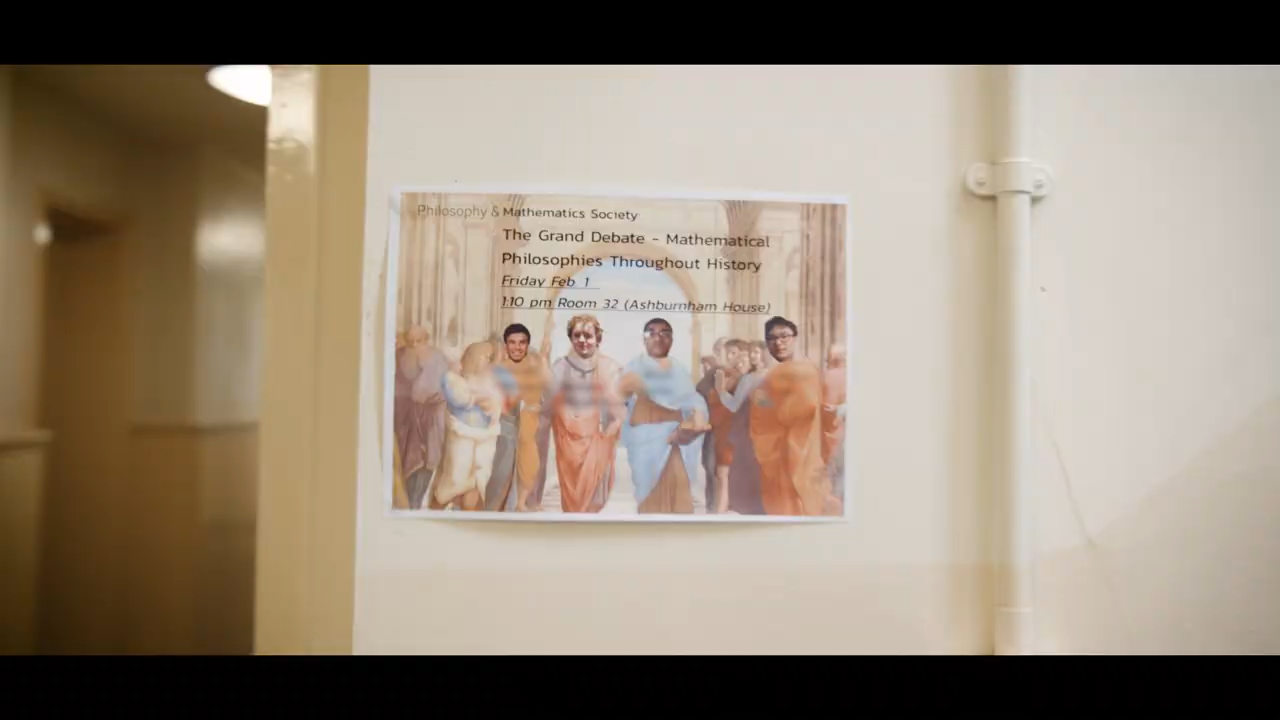 Philosophy & Mathematics Society:
The Grand Debate - Mathematical
Philosophies Throughout History
Friday Feb 1
1:10 pm Room 32 (Ashburnham House)